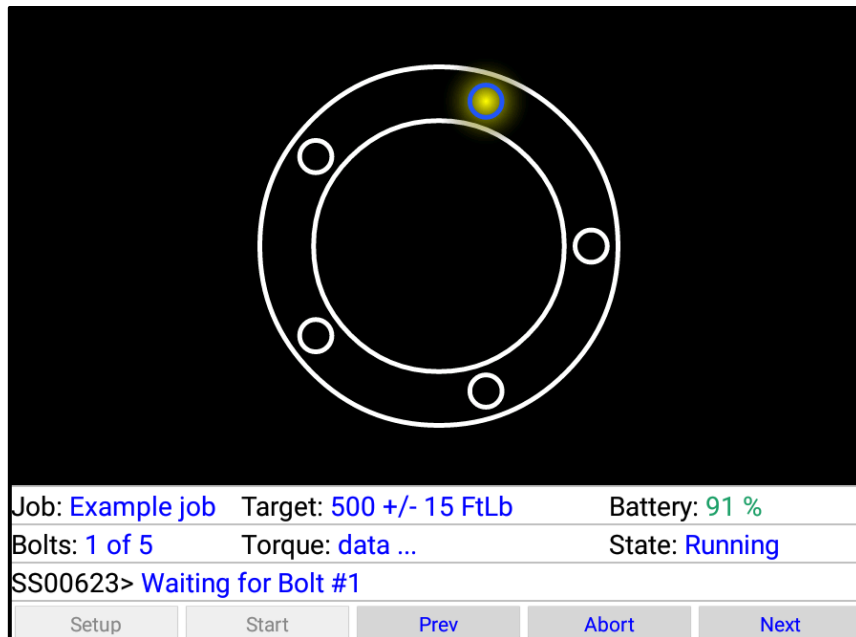 Job: Example job Target: 500 +/- 15 FtLb Battery: 91 %
Bolts: 1 of 5 Torque: data ... State: Running
SS00623> Waiting for Bolt #1
Setup Start Prev Abort Next